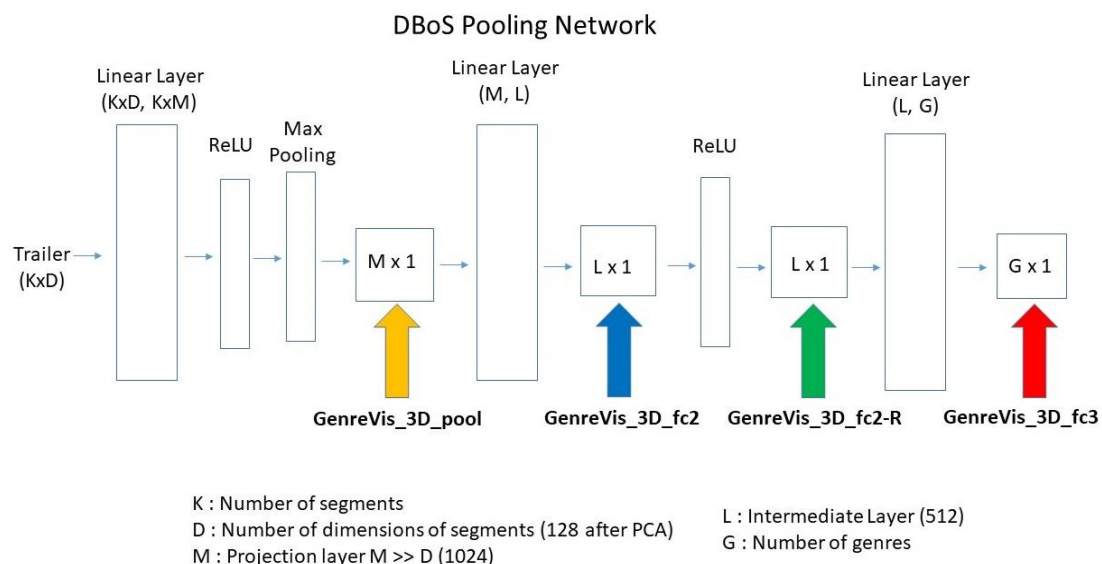 DBoS Pooling Network
Linear Layer
(KxD, KxM)
ReLU
Max
Pooling
Linear Layer
(M, L)
ReLU
Linear Layer
(L, G)
Trailer
(KxD)
M x 1
L x 1
L x 1
G x 1
GenreVis_3D_pool
GenreVis_3D_fc2
GenreVis_3D_fc2-R
GenreVis_3D_fc3
K : Number of segments
D : Number of dimensions of segments (128 after PCA)
M : Projection layer M >> D (1024)
L : Intermediate Layer (512)
G : Number of genres